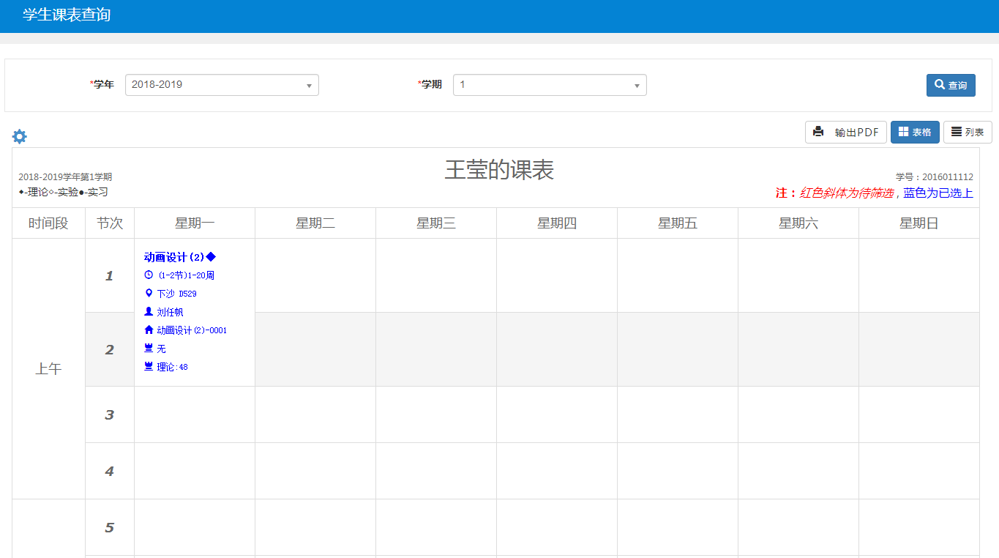 学生课表查询
*学年 2018-2019 *学期 1 查询
输出PDF 表格 列表
王莹的课表
2018-2019学年第1学期 学号：2016011112
◆-理论○-实验●-实习 注：红色斜体为待筛选，蓝色为已选上
时间段 节次 星期一 星期二 星期三 星期四 星期五 星期六 星期日
上午
1
动画设计(2)◆
(1-2节)1-20周
下沙 D529
刘任帆
动画设计(2)-0001
无
理论:48
2
3
4
5